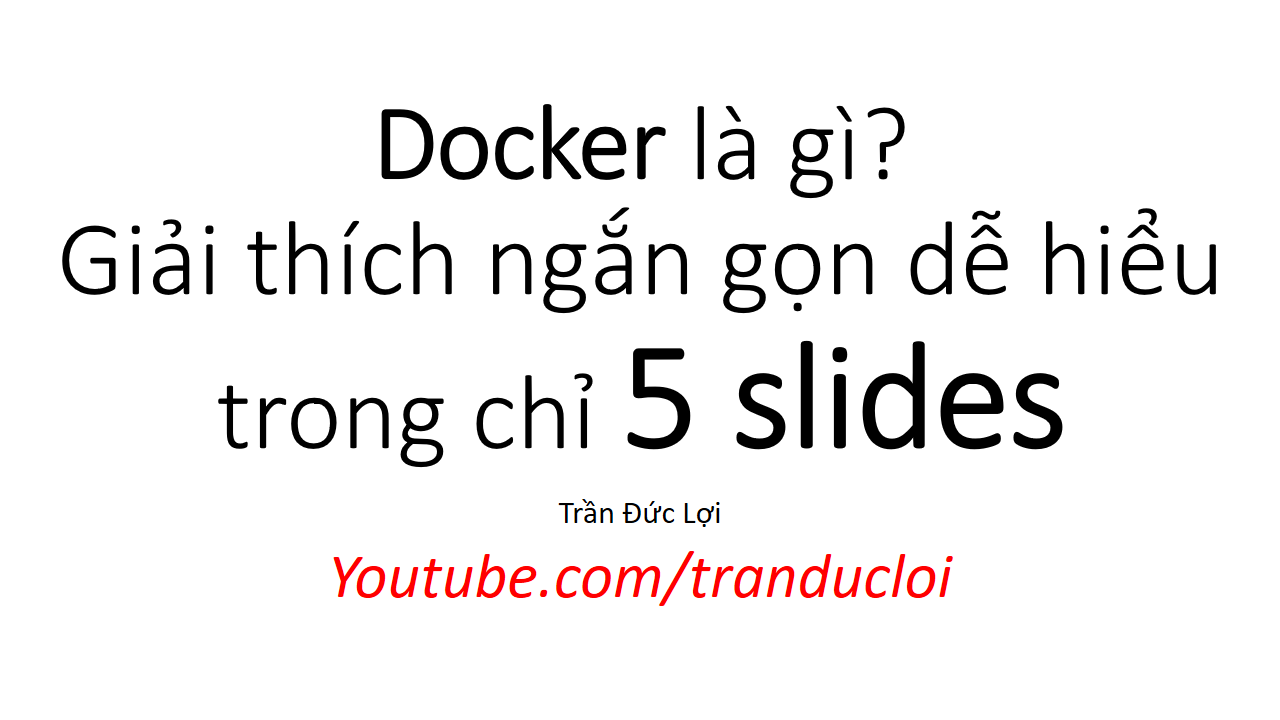 Docker là gì?
Giải thích ngắn gọn dễ hiểu
trong chỉ 5 slides
Trần Đức Lợi
Youtube.com/tranducloi